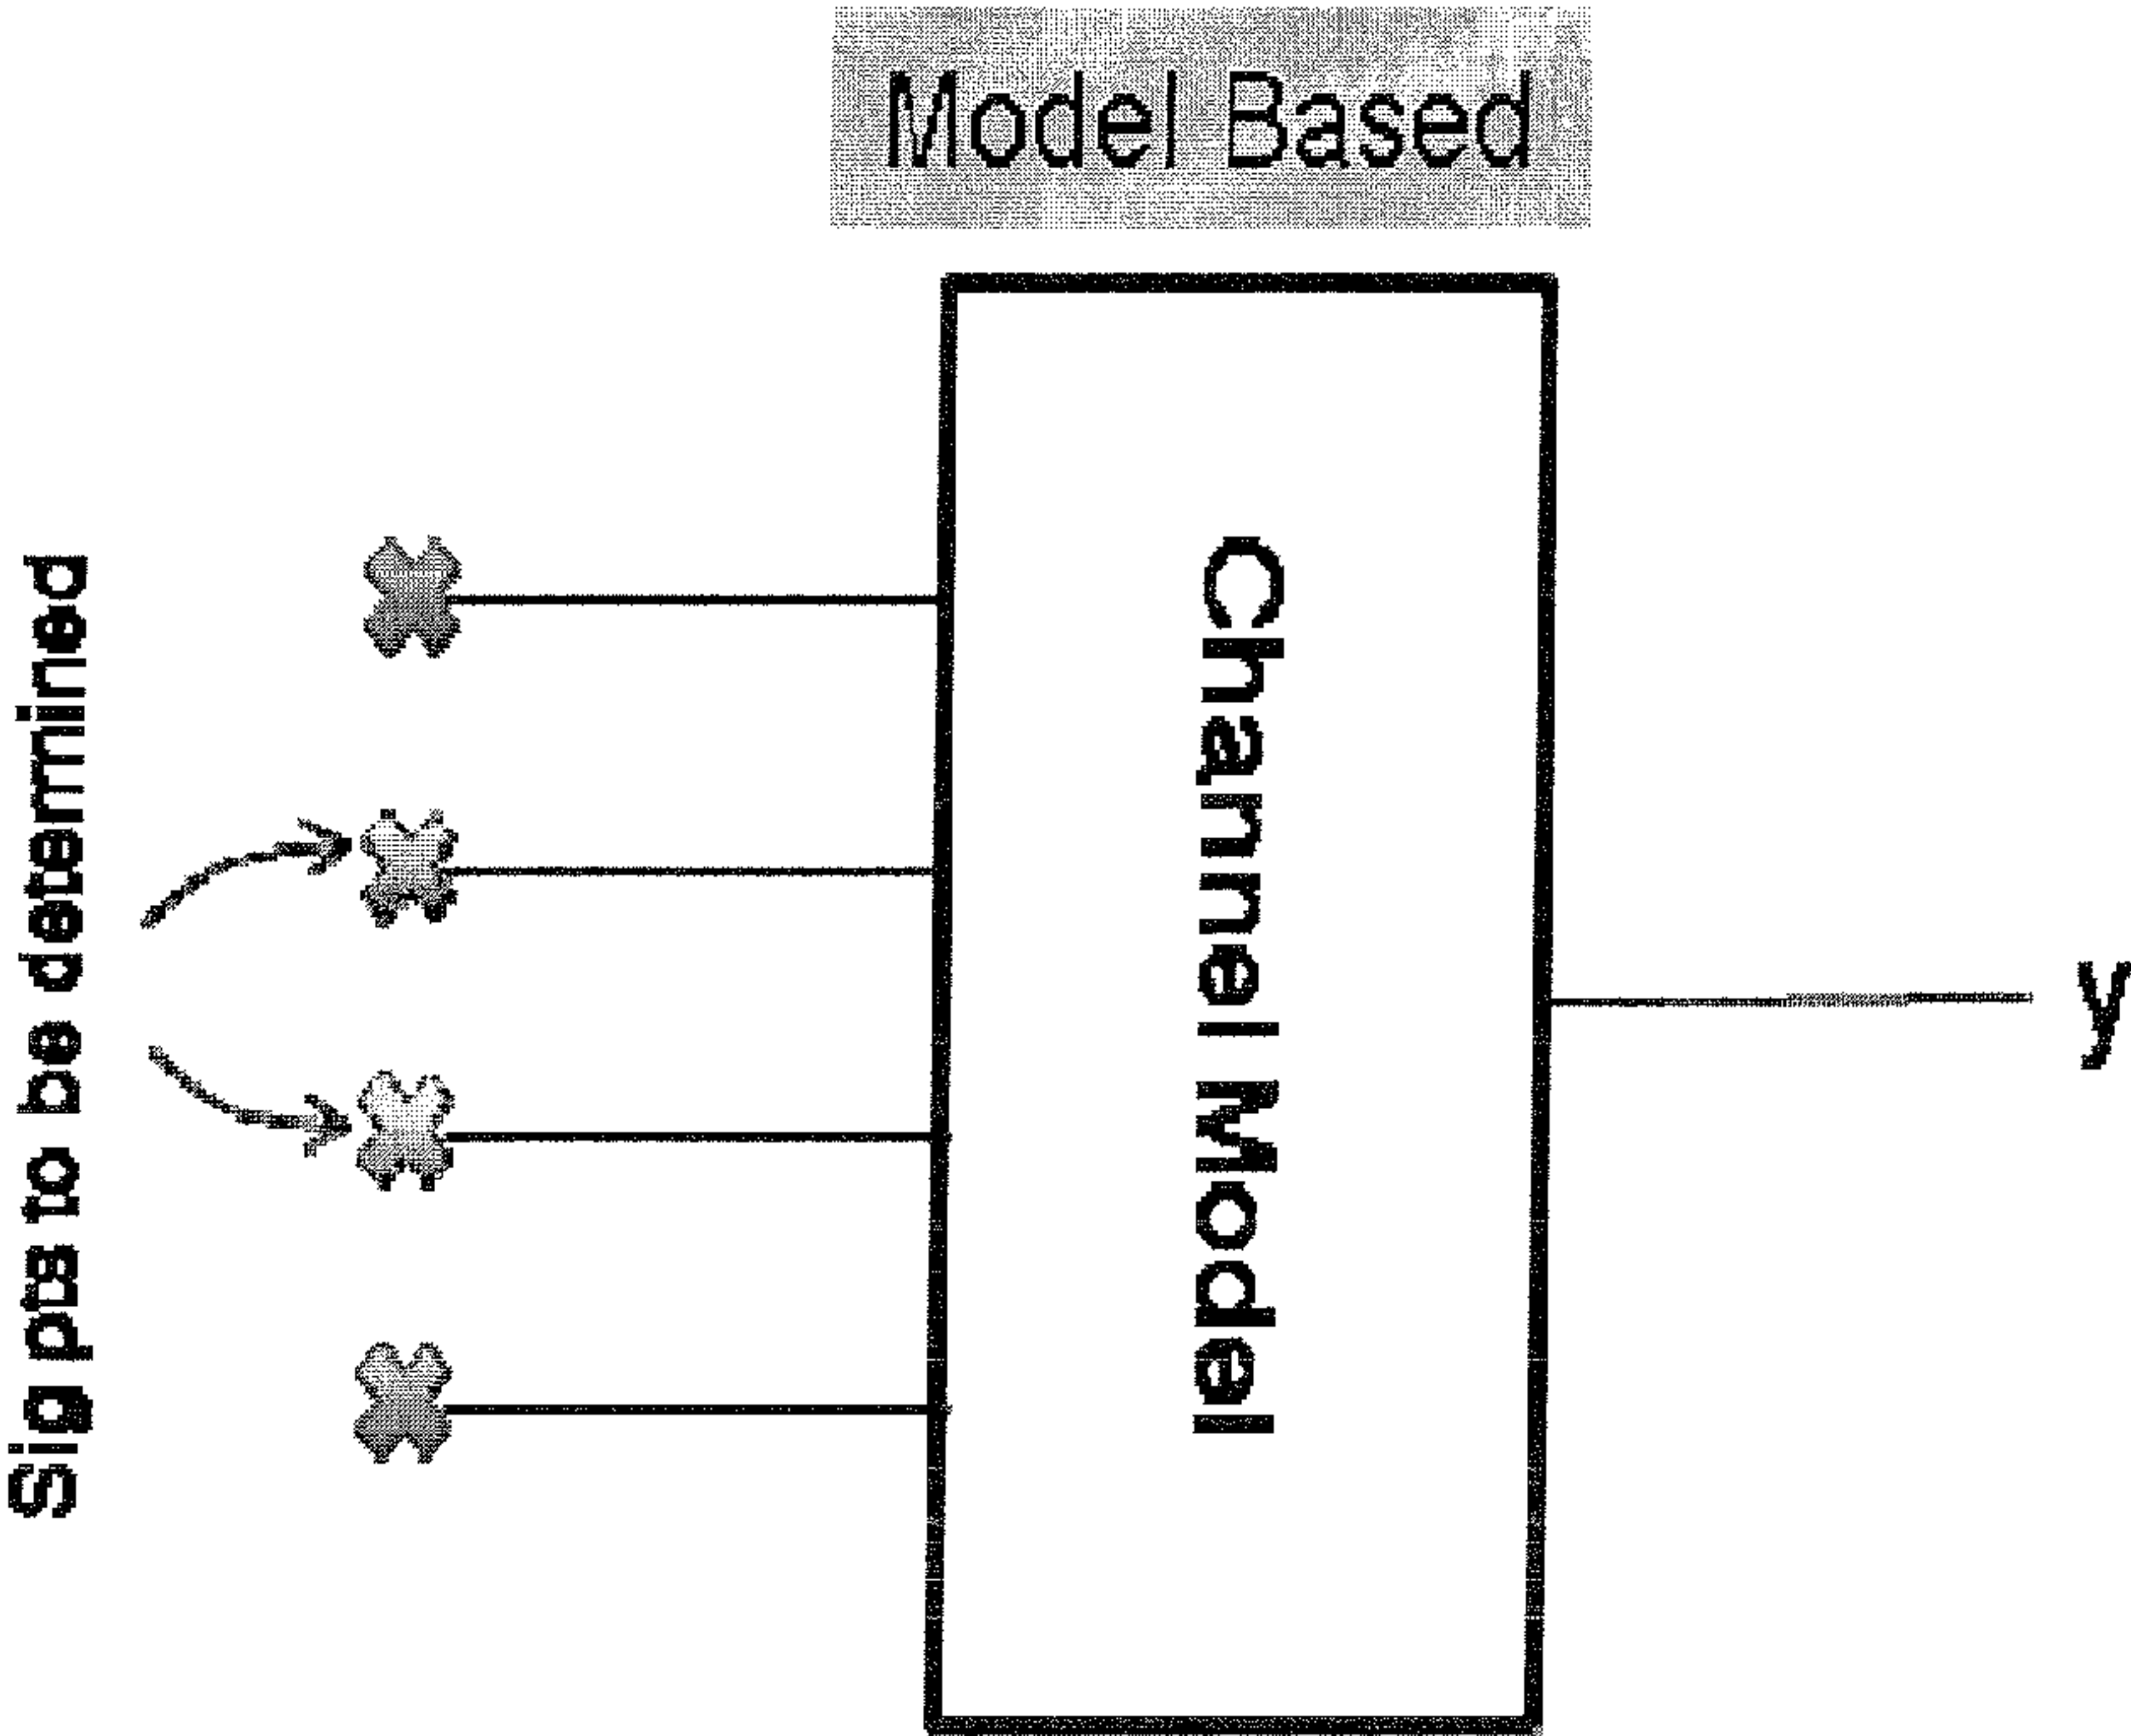 Model Based
Sig pts to be determined
Channel Model
y